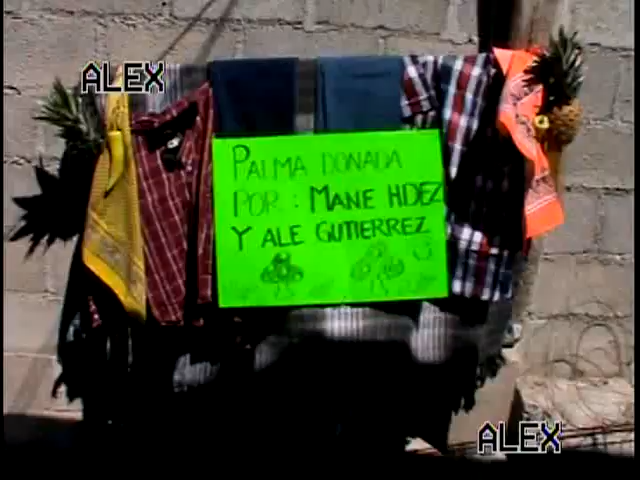 ALEX
PALMA DONADA
POR : MANE HDEZ
Y ALE GUTIERREZ
ALEX